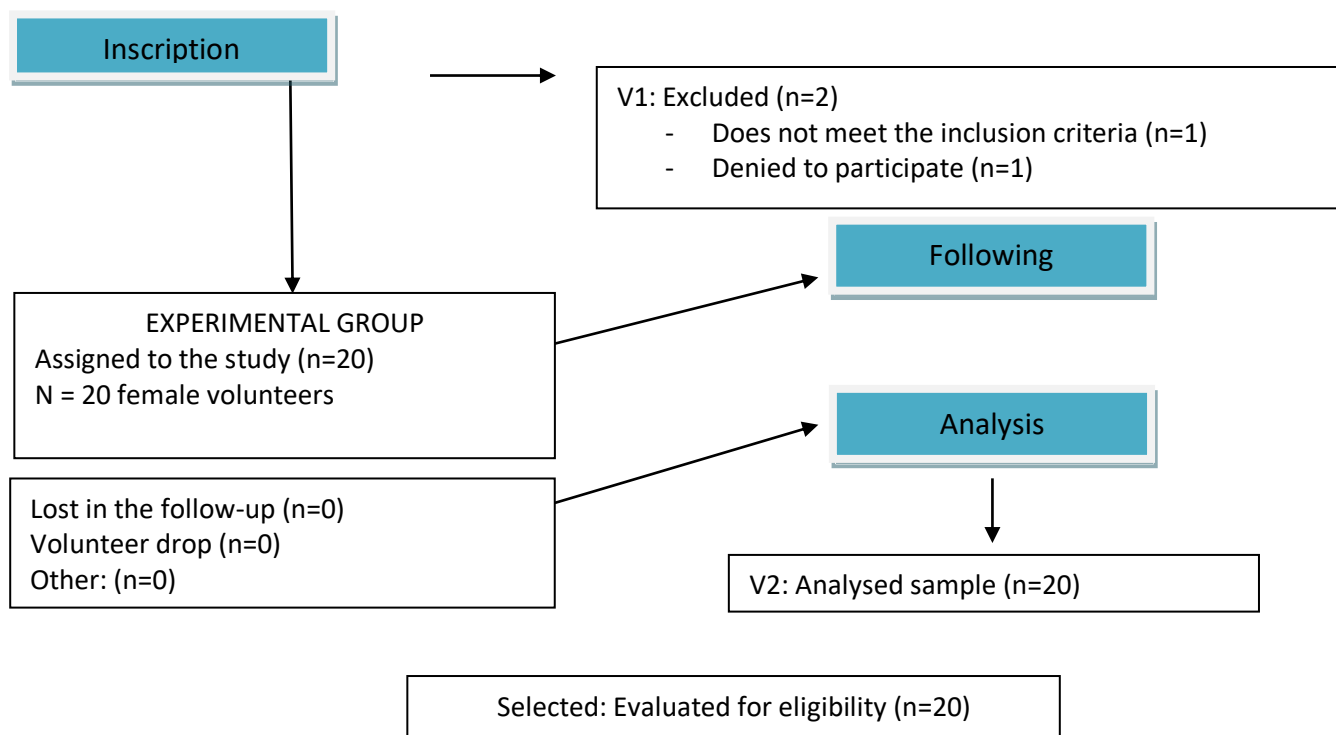 Inscription
V1: Excluded (n=2)
- Does not meet the inclusion criteria (n=1)
- Denied to participate (n=1)
Following
EXPERIMENTAL GROUP
Assigned to the study (n=20)
N = 20 female volunteers
Analysis
Lost in the follow-up (n=0)
Volunteer drop (n=0)
Other: (n=0)
V2: Analysed sample (n=20)
Selected: Evaluated for eligibility (n=20)